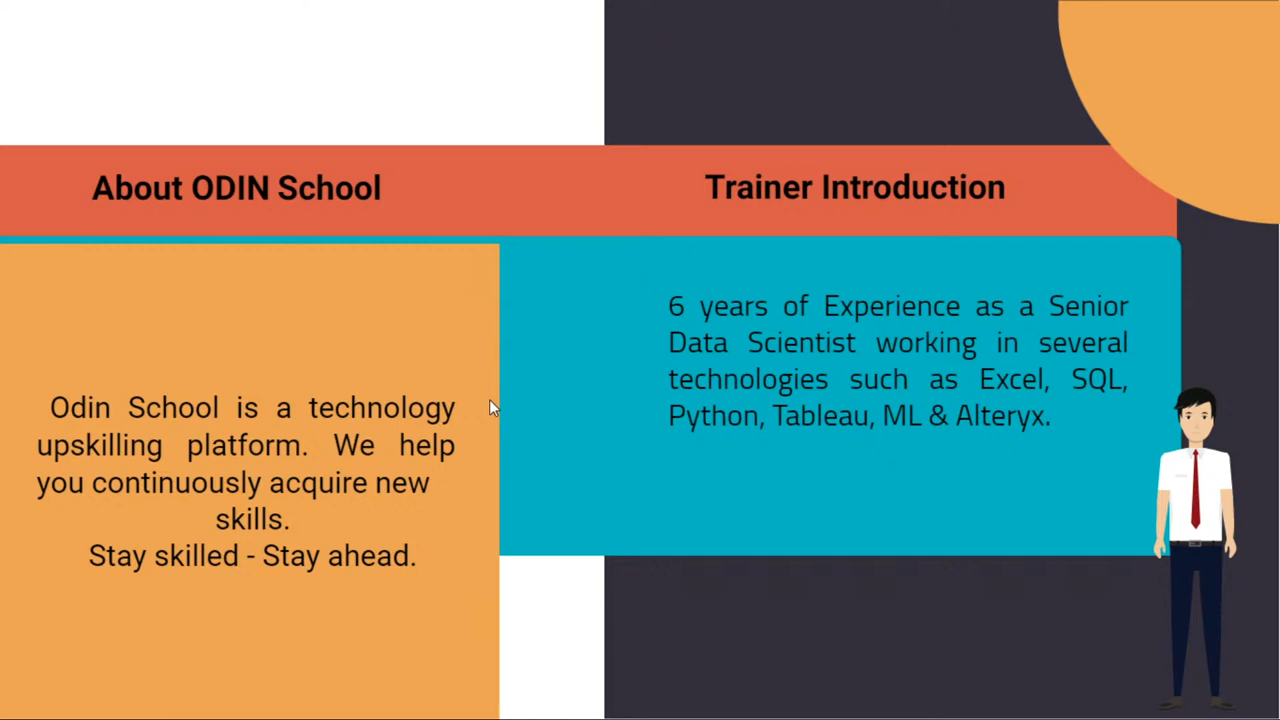 About ODIN School
Odin School is a technology
upskilling platform. We help
you continuously acquire new
skills.
Stay skilled - Stay ahead.
Trainer Introduction
6 years of Experience as a Senior
Data Scientist working in several
technologies such as Excel, SQL,
Python, Tableau, ML & Alteryx.